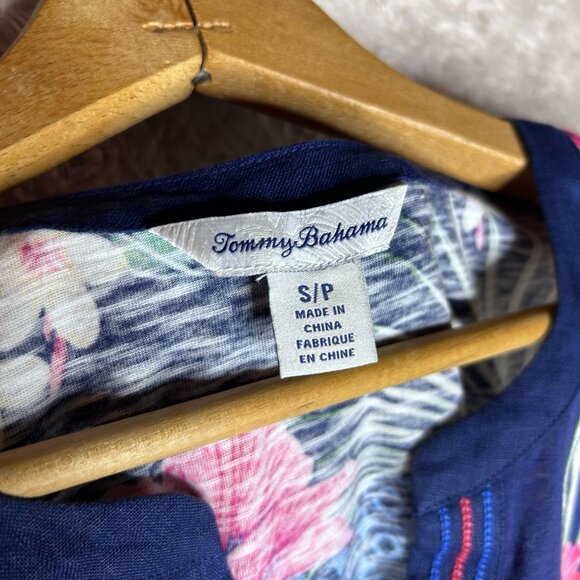 Tommy Bahama
S/P
MADE IN
CHINA
FABRIQUE
EN CHINE